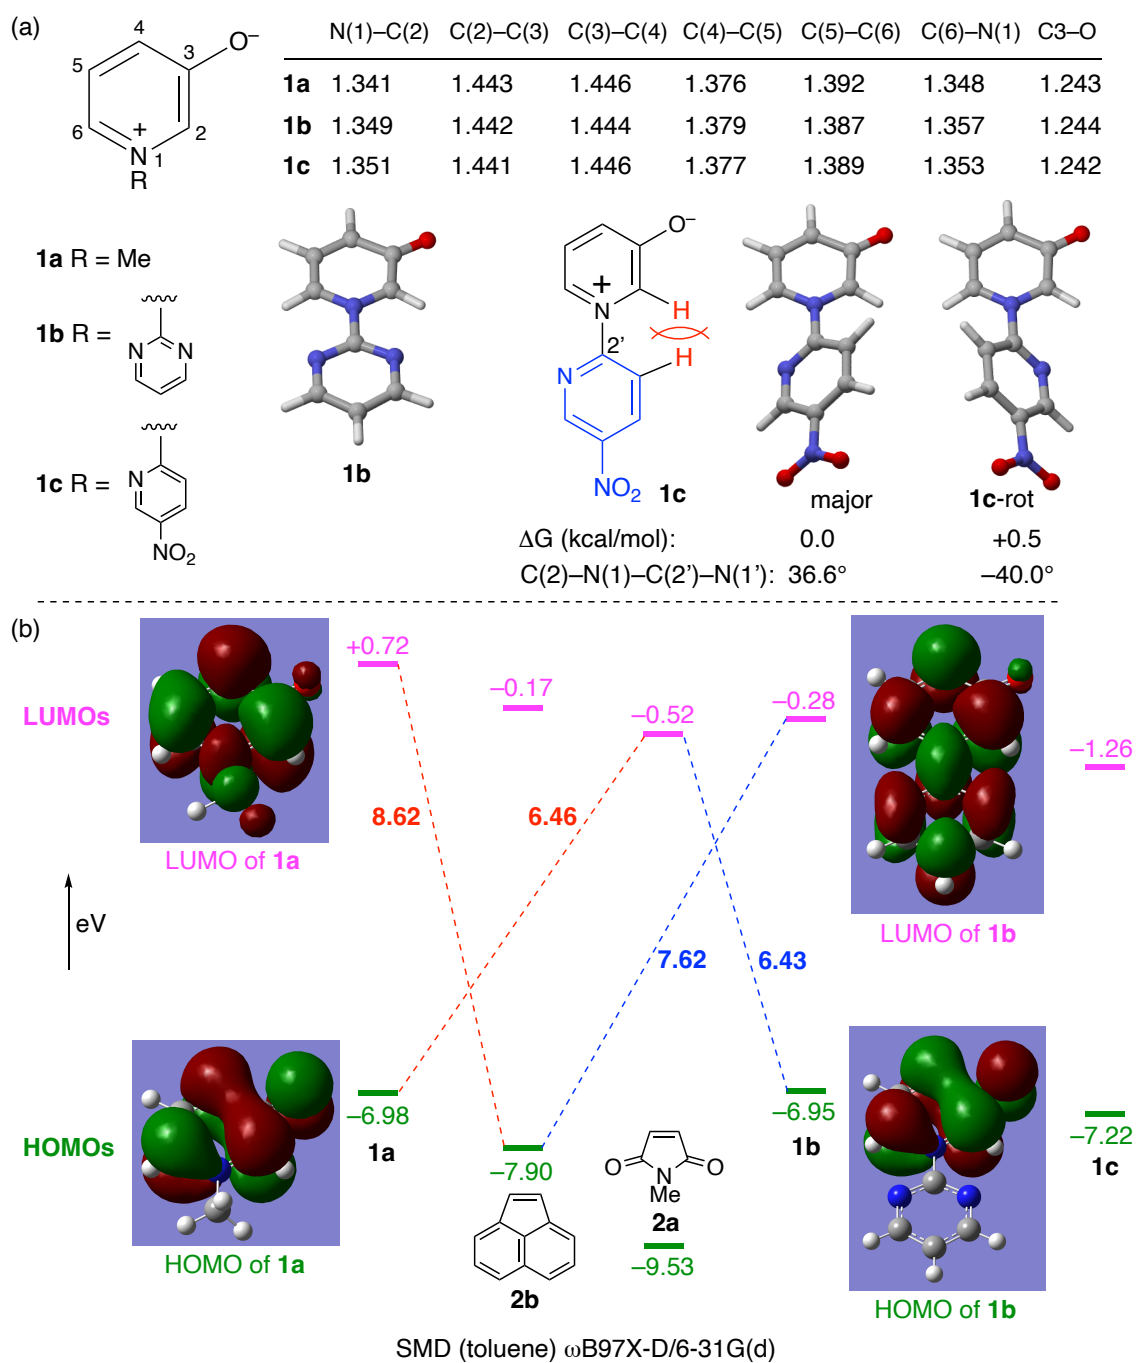 (a)
N(1)–C(2) C(2)–C(3) C(3)–C(4) C(4)–C(5) C(5)–C(6) C(6)–N(1) C3–O
1a 1.341 1.443 1.446 1.376 1.392 1.348 1.243
1b 1.349 1.442 1.444 1.379 1.387 1.357 1.244
1c 1.351 1.441 1.446 1.377 1.389 1.353 1.242
4
3
O–
5
6
+
2
N
1
R
1a R = Me
1b R =
N N
1c R =
N
NO2
1b
O–
+
N
H
2'
H
N
NO2
1c
major
1c-rot
ΔG (kcal/mol): 0.0 +0.5
C(2)–N(1)–C(2')–N(1'): 36.6° –40.0°
(b)
LUMOs
+0.72
–0.17
–0.52
–0.28
–1.26
8.62
6.46
LUMO of 1a
LUMO of 1b
eV
7.62
6.43
HOMOs
–6.98
1a
–7.90
2b
O N O
Me
2a
–9.53
–6.95
1b
–7.22
1c
HOMO of 1a
HOMO of 1b
SMD (toluene) ωB97X-D/6-31G(d)